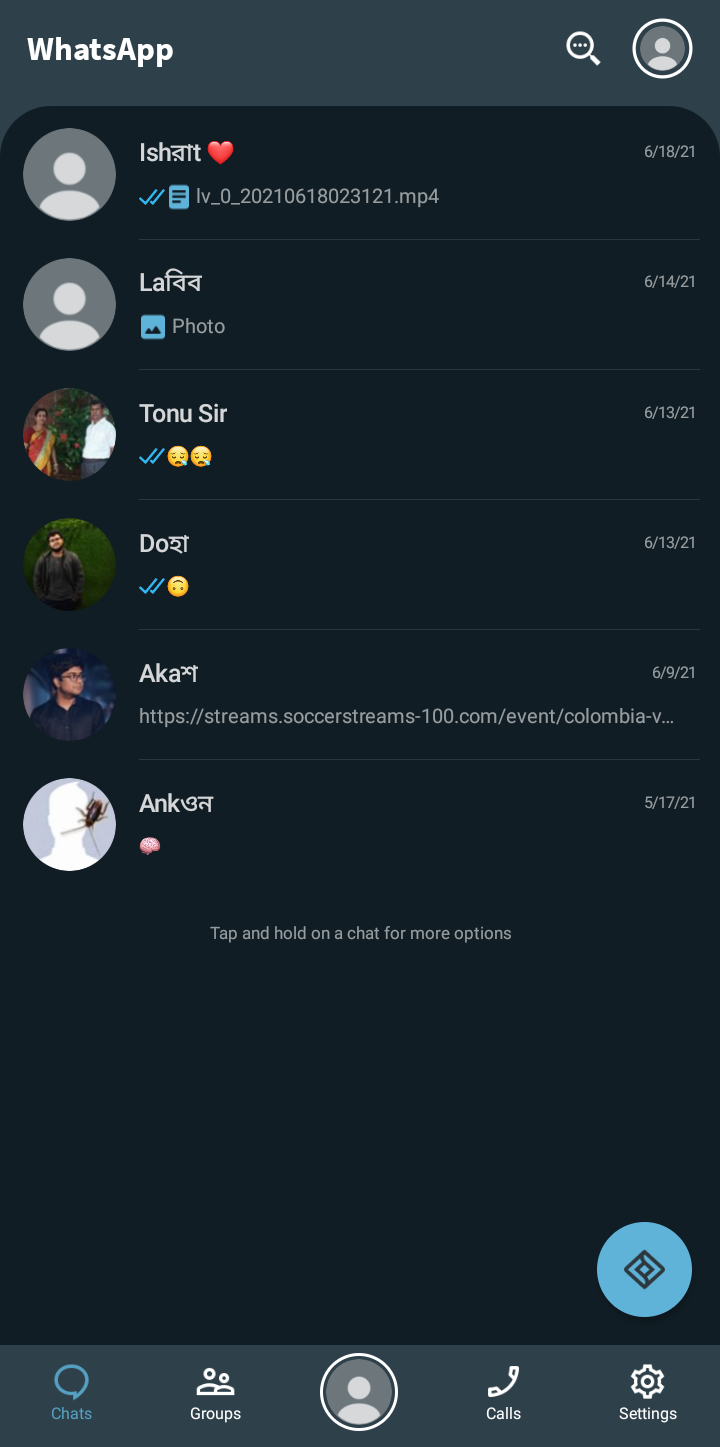 WhatsApp
Ishরাt ❤️
6/18/21
lv_0_20210618023121.mp4
Laবিব
6/14/21
Photo
Tonu Sir
6/13/21
😪😪
Doহা
6/13/21
🙃
Akaশ
6/9/21
https://streams.soccerstreams-100.com/event/colombia-v...
Ankওন
5/17/21
🧠
Tap and hold on a chat for more options
Chats
Groups
Calls
Settings